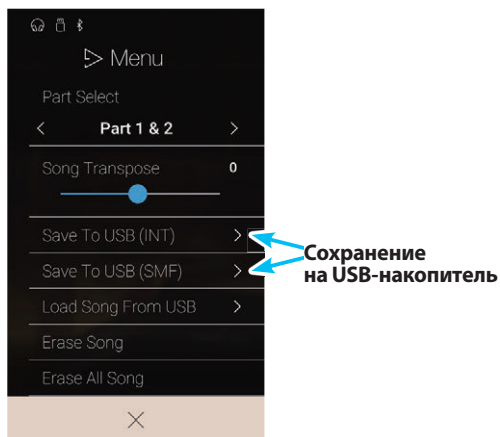 Menu
Part Select
< Part 1 & 2 >
Song Transpose 0
Save To USB (INT) >
Save To USB (SMF) >
Сохранение
на USB-накопитель
Load Song From USB >
Erase Song
Erase All Song